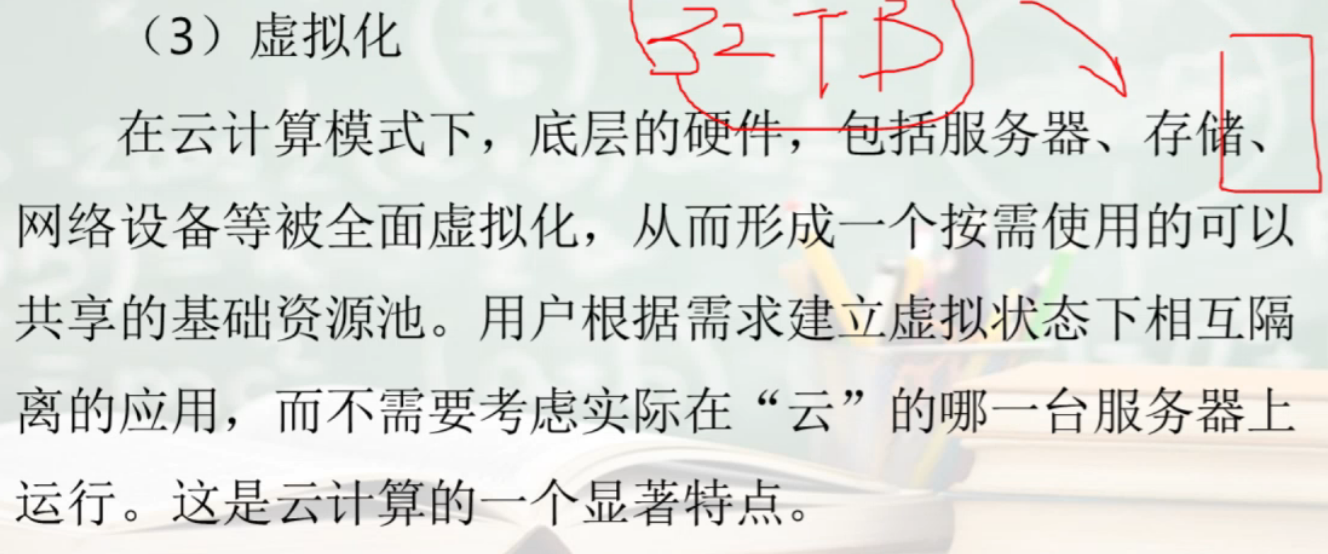 （3）虚拟化
32TB
在云计算模式下，底层的硬件，包括服务器、存储、
网络设备等被全面虚拟化，从而形成一个按需使用的可以
共享的基础资源池。用户根据需求建立虚拟状态下相互隔
离的应用，而不需要考虑实际在“云”的哪一台服务器上
运行。这是云计算的一个显著特点。